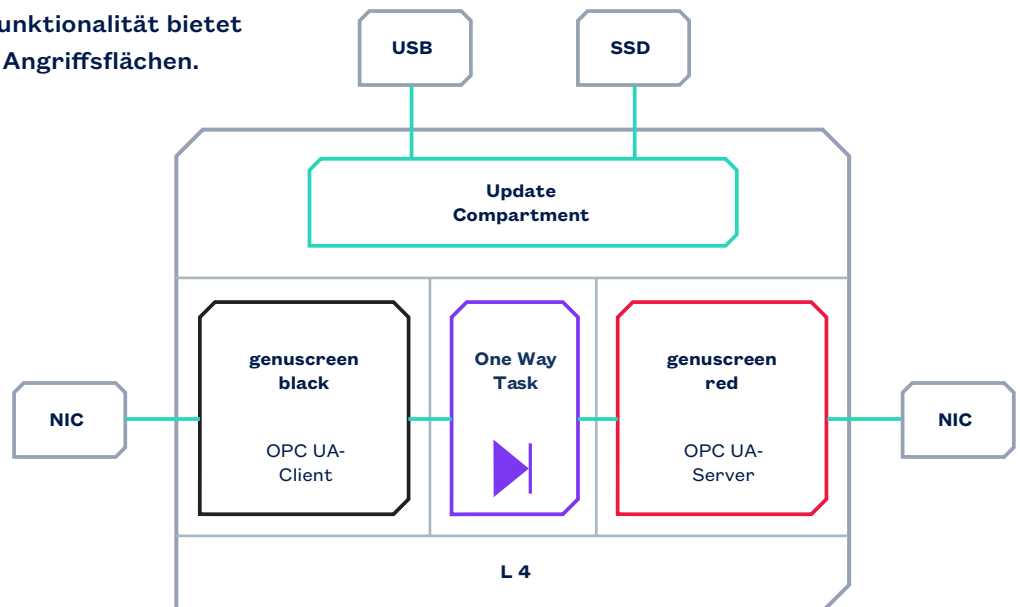 unktionalität bietet
Angriffsflächen.
USB
SSD
Update
Compartment
genuscreen
black
OPC UA-
Client
One Way
Task
genuscreen
red
OPC UA-
Server
NIC
NIC
L 4